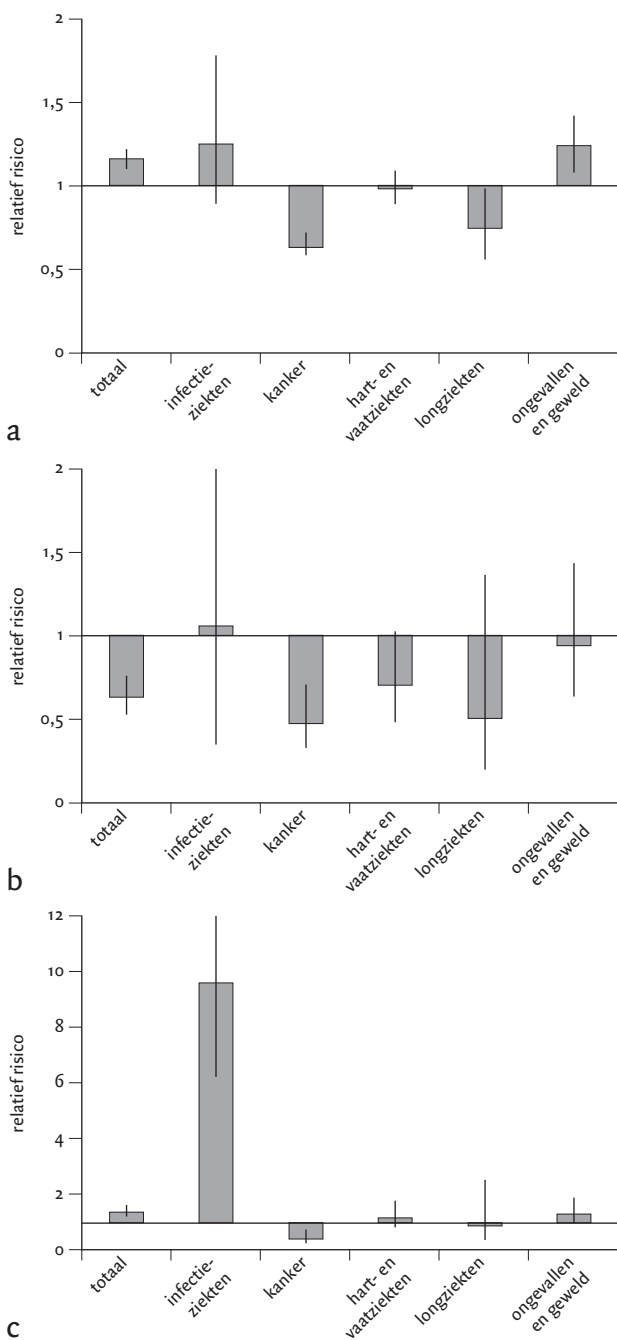 2
1,5
1
0,5
0
relatief risico
totaal
infectie-
ziekten
kanker
hart- en
vaatziekten
longziekten
ongevallen
en geweld
a
2
1,5
1
0,5
0
relatief risico
totaal
infectie-
ziekten
kanker
hart- en
vaatziekten
longziekten
ongevallen
en geweld
b
12
10
8
6
4
2
0
relatief risico
totaal
infectie-
ziekten
kanker
hart- en
vaatziekten
longziekten
ongevallen
en geweld
c